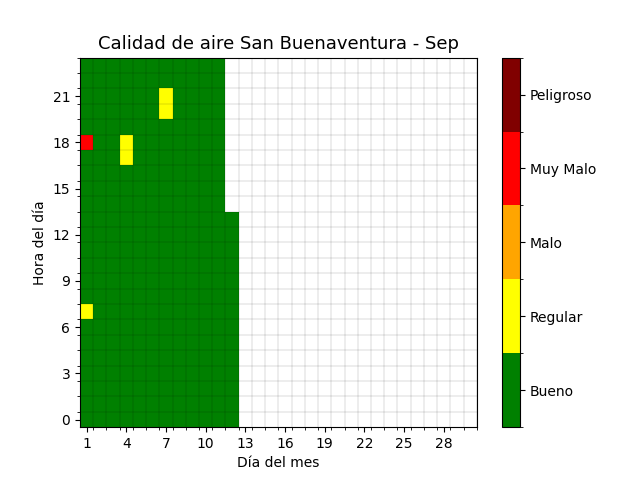 Calidad de aire San Buenaventura - Sep
Hora del día
21
18
15
12
9
6
3
0
1 4 7 10 13 16 19 22 25 28
Día del mes
Peligroso
Muy Malo
Malo
Regular
Bueno